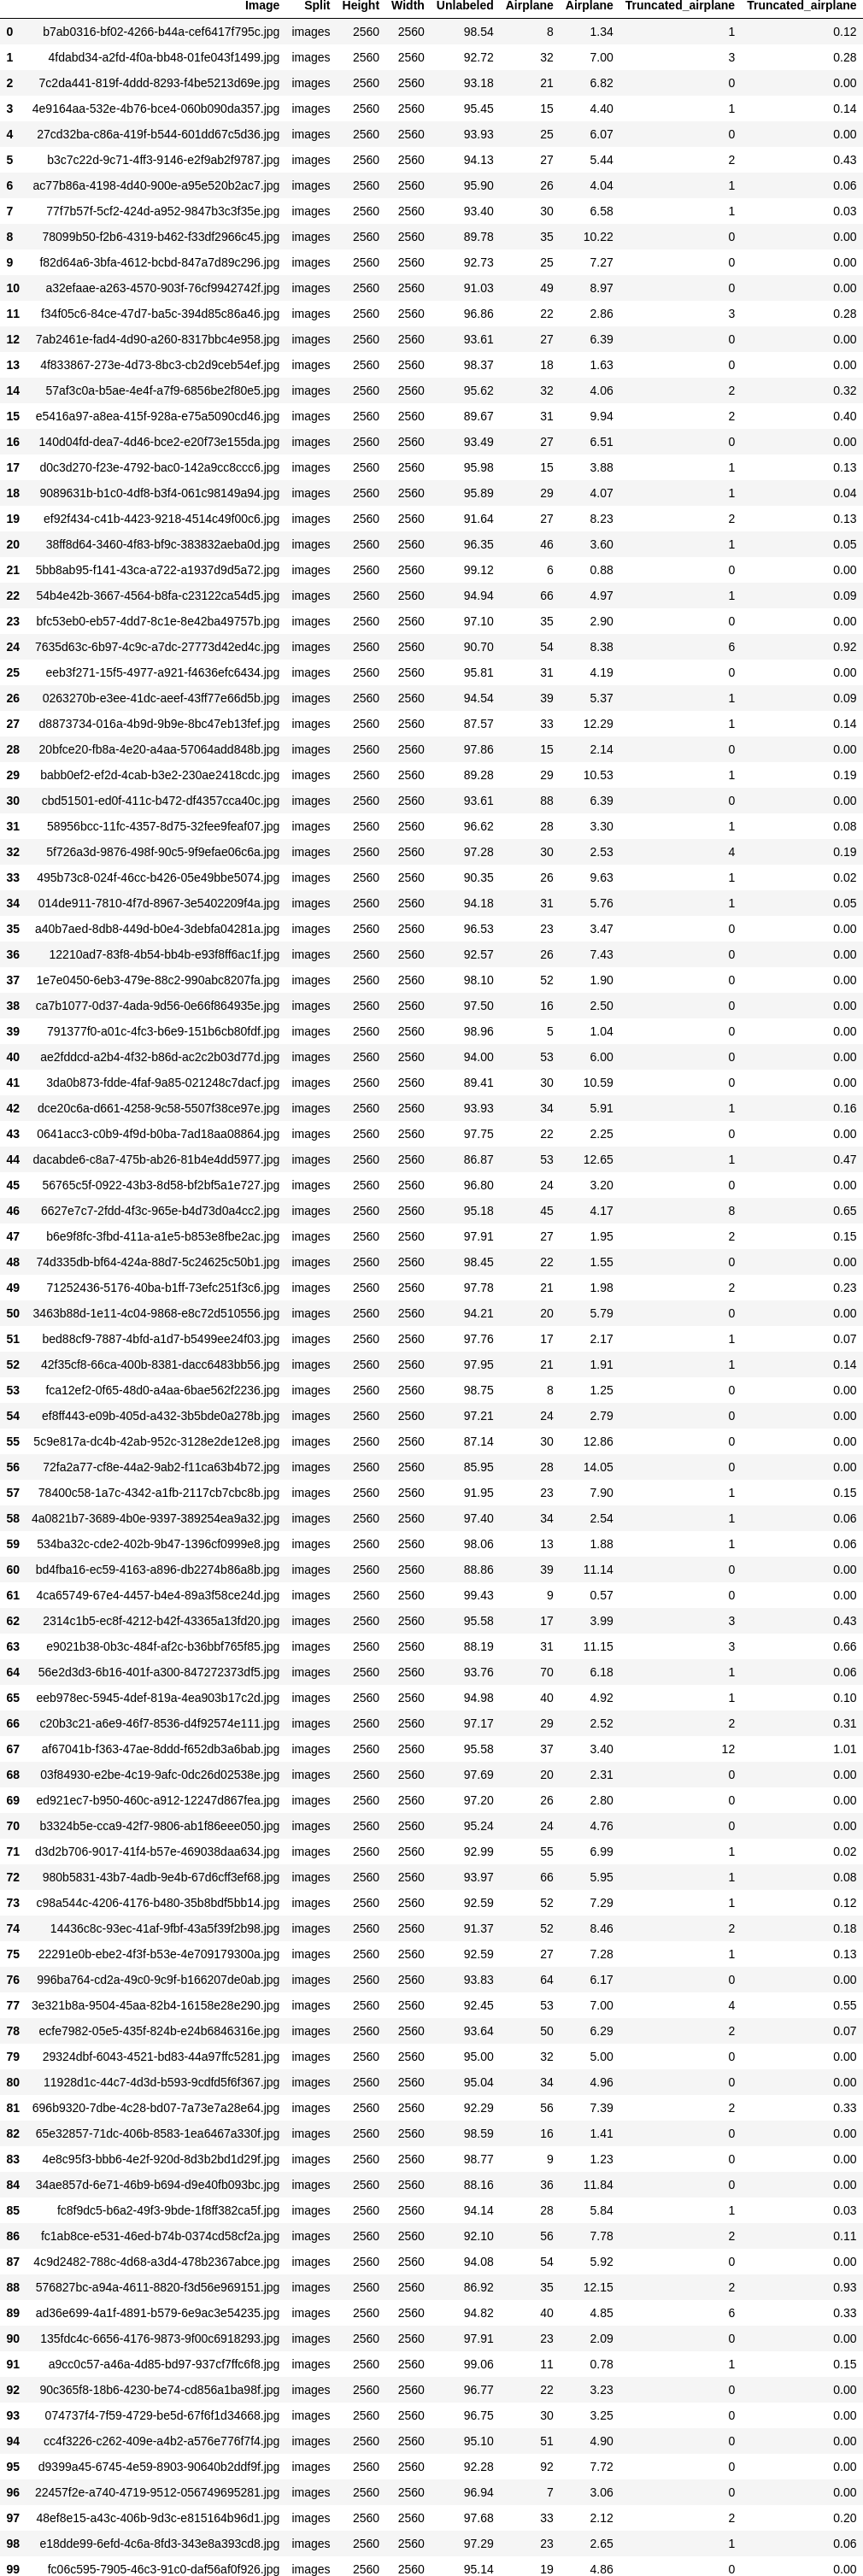 Image Split Height Width Unlabeled Airplane Airplane Truncated_airplane Truncated_airplane
0 b7ab0316-bf02-4266-b44a-cef6417f795c.jpg images 2560 2560 98.54 8 1.34 1 0.12
1 4fdabd34-a2fd-4f0a-bb48-01fe043f1499.jpg images 2560 2560 92.72 32 7.00 3 0.28
2 7c2da441-819f-4ddd-8293-f4be5213d69e.jpg images 2560 2560 93.18 21 6.82 0 0.00
3 4e9164aa-532e-4b76-bce4-060b090da357.jpg images 2560 2560 95.45 15 4.40 1 0.14
4 27cd32ba-c86a-419f-b544-601dd67c5d36.jpg images 2560 2560 93.93 25 6.07 0 0.00
5 b3c7c22d-9c71-4ff3-9146-e2f9ab2f9787.jpg images 2560 2560 94.13 27 5.44 2 0.43
6 ac77b86a-4198-4d40-900e-a95e520b2ac7.jpg images 2560 2560 95.90 26 4.04 1 0.06
7 77f7b57f-5cf2-424d-a952-9847b3c3f35e.jpg images 2560 2560 93.40 30 6.58 1 0.03
8 78099b50-f2b6-4319-b462-f33df2966c45.jpg images 2560 2560 89.78 35 10.22 0 0.00
9 f82d64a6-3bfa-4612-bcbd-847a7d89c296.jpg images 2560 2560 92.73 25 7.27 0 0.00
10 a32efaae-a263-4570-903f-76cf9942742f.jpg images 2560 2560 91.03 49 8.97 0 0.00
11 f34f05c6-84ce-47d7-ba5c-394d85c86a46.jpg images 2560 2560 96.86 22 2.86 3 0.28
12 7ab2461e-fad4-4d90-a260-8317bbc4e958.jpg images 2560 2560 93.61 27 6.39 0 0.00
13 4f833867-273e-4d73-8bc3-cb2d9ceb54ef.jpg images 2560 2560 98.37 18 1.63 0 0.00
14 57af3c0a-b5ae-4e4f-a7f9-6856be2f80e5.jpg images 2560 2560 95.62 32 4.06 2 0.32
15 e5416a97-a8ea-415f-928a-e75a5090cd46.jpg images 2560 2560 89.67 31 9.94 2 0.40
16 140d04fd-dea7-4d46-bce2-e20f73e155da.jpg images 2560 2560 93.49 27 6.51 0 0.00
17 d0c3d270-f23e-4792-bac0-142a9cc8ccc6.jpg images 2560 2560 95.98 15 3.88 1 0.13
18 9089631b-b1c0-4df8-b3f4-061c98149a94.jpg images 2560 2560 95.89 29 4.07 1 0.04
19 ef92f434-c41b-4423-9218-4514c49f00c6.jpg images 2560 2560 91.64 27 8.23 2 0.13
20 38ff8d64-3460-4f83-bf9c-383832aeba0d.jpg images 2560 2560 96.35 46 3.60 1 0.05
21 5bb8ab95-f141-43ca-a722-a1937d9d5a72.jpg images 2560 2560 99.12 6 0.88 0 0.00
22 54b4e42b-3667-4564-b8fa-c23122ca54d5.jpg images 2560 2560 94.94 66 4.97 1 0.09
23 bfc53eb0-eb57-4dd7-8c1e-8e42ba49757b.jpg images 2560 2560 97.10 35 2.90 0 0.00
24 7635d63c-6b97-4c9c-a7dc-27773d42ed4c.jpg images 2560 2560 90.70 54 8.38 6 0.92
25 eeb3f271-15f5-4977-a921-f4636efc6434.jpg images 2560 2560 95.81 31 4.19 0 0.00
26 0263270b-e3ee-41dc-aeef-43ff77e66d5b.jpg images 2560 2560 94.54 39 5.37 1 0.09
27 d8873734-016a-4b9d-9b9e-8bc47eb13fef.jpg images 2560 2560 87.57 33 12.29 1 0.14
28 20bfce20-fb8a-4e20-a4aa-57064add848b.jpg images 2560 2560 97.86 15 2.14 0 0.00
29 babb0ef2-ef2d-4cab-b3e2-230ae2418cdc.jpg images 2560 2560 89.28 29 10.53 1 0.19
30 cbd51501-ed0f-411c-b472-df4357cca40c.jpg images 2560 2560 93.61 88 6.39 0 0.00
31 58956bcc-11fc-4357-8d75-32fee9feaf07.jpg images 2560 2560 96.62 28 3.30 1 0.08
32 5f726a3d-9876-498f-90c5-9f9efae06c6a.jpg images 2560 2560 97.28 30 2.53 4 0.19
33 495b73c8-024f-46cc-b426-05e49bbe5074.jpg images 2560 2560 90.35 26 9.63 1 0.02
34 014de911-7810-4f7d-8967-3e5402209f4a.jpg images 2560 2560 94.18 31 5.76 1 0.05
35 a40b7aed-8db8-449d-b0e4-3debfa04281a.jpg images 2560 2560 96.53 23 3.47 0 0.00
36 12210ad7-83f8-4b54-bb4b-e93f8ff6ac1f.jpg images 2560 2560 92.57 26 7.43 0 0.00
37 1e7e0450-6eb3-479e-88c2-990abc8207fa.jpg images 2560 2560 98.10 52 1.90 0 0.00
38 ca7b1077-0d37-4ada-9d56-0e66f864935e.jpg images 2560 2560 97.50 16 2.50 0 0.00
39 791377f0-a01c-4fc3-b6e9-151b6cb80fdf.jpg images 2560 2560 98.96 5 1.04 0 0.00
40 ae2fddcd-a2b4-4f32-b86d-ac2c2b03d77d.jpg images 2560 2560 94.00 53 6.00 0 0.00
41 3da0b873-fdde-4faf-9a85-021248c7dacf.jpg images 2560 2560 89.41 30 10.59 0 0.00
42 dce20c6a-d661-4258-9c58-5507f38ce97e.jpg images 2560 2560 93.93 34 5.91 1 0.16
43 0641acc3-c0b9-4f9d-b0ba-7ad18aa08864.jpg images 2560 2560 97.75 22 2.25 0 0.00
44 dacabde6-c8a7-475b-ab26-81b4e4dd5977.jpg images 2560 2560 86.87 53 12.65 1 0.47
45 56765c5f-0922-43b3-8d58-bf2bf5a1e727.jpg images 2560 2560 96.80 24 3.20 0 0.00
46 6627e7c7-2fdd-4f3c-965e-b4d73d0a4cc2.jpg images 2560 2560 95.18 45 4.17 8 0.65
47 b6e9f8fc-3fbd-411a-a1e5-b853e8fbe2ac.jpg images 2560 2560 97.91 27 1.95 2 0.15
48 74d335db-bf64-424a-88d7-5c24625c50b1.jpg images 2560 2560 98.45 22 1.55 0 0.00
49 71252436-5176-40ba-b1ff-73efc251f3c6.jpg images 2560 2560 97.78 21 1.98 2 0.23
50 3463b88d-1e11-4c04-9868-e8c72d510556.jpg images 2560 2560 94.21 20 5.79 0 0.00
51 bed88cf9-7887-4bfd-a1d7-b5499ee24f03.jpg images 2560 2560 97.76 17 2.17 1 0.07
52 42f35cf8-66ca-400b-8381-dacc6483bb56.jpg images 2560 2560 97.95 21 1.91 1 0.14
53 fca12ef2-0f65-48d0-a4aa-6bae562f2236.jpg images 2560 2560 98.75 8 1.25 0 0.00
54 ef8ff443-e09b-405d-a432-3b5bde0a278b.jpg images 2560 2560 97.21 24 2.79 0 0.00
55 5c9e817a-dc4b-42ab-952c-3128e2de12e8.jpg images 2560 2560 87.14 30 12.86 0 0.00
56 72fa2a77-cf8e-44a2-9ab2-f11ca63b4b72.jpg images 2560 2560 85.95 28 14.05 0 0.00
57 78400c58-1a7c-4342-a1fb-2117cb7cbc8b.jpg images 2560 2560 91.95 23 7.90 1 0.15
58 4a0821b7-3689-4b0e-9397-389254ea9a32.jpg images 2560 2560 97.40 34 2.54 1 0.06
59 534ba32c-cde2-402b-9b47-1396cf0999e8.jpg images 2560 2560 98.06 13 1.88 1 0.06
60 bd4fba16-ec59-4163-a896-db2274b86a8b.jpg images 2560 2560 88.86 39 11.14 0 0.00
61 4ca65749-67e4-4457-b4e4-89a3f58ce24d.jpg images 2560 2560 99.43 9 0.57 0 0.00
62 2314c1b5-ec8f-4212-b42f-43365a13fd20.jpg images 2560 2560 95.58 17 3.99 3 0.43
63 e9021b38-0b3c-484f-af2c-b36bbf765f85.jpg images 2560 2560 88.19 31 11.15 3 0.66
64 56e2d3d3-6b16-401f-a300-847272373df5.jpg images 2560 2560 93.76 70 6.18 1 0.06
65 eeb978ec-5945-4def-819a-4ea903b17c2d.jpg images 2560 2560 94.98 40 4.92 1 0.10
66 c20b3c21-a6e9-46f7-8536-d4f92574e111.jpg images 2560 2560 97.17 29 2.52 2 0.31
67 af67041b-f363-47ae-8ddd-f652db3a6bab.jpg images 2560 2560 95.58 37 3.40 12 1.01
68 03f84930-e2be-4c19-9afc-0dc26d02538e.jpg images 2560 2560 97.69 20 2.31 0 0.00
69 ed921ec7-b950-460c-a912-12247d867fea.jpg images 2560 2560 97.20 26 2.80 0 0.00
70 b3324b5e-cca9-42f7-9806-ab1f86eee050.jpg images 2560 2560 95.24 24 4.76 0 0.00
71 d3d2b706-9017-41f4-b57e-469038daa634.jpg images 2560 2560 92.99 55 6.99 1 0.02
72 980b5831-43b7-4adb-9e4b-67d6cff3ef68.jpg images 2560 2560 93.97 66 5.95 1 0.08
73 c98a544c-4206-4176-b480-35b8bdf5bb14.jpg images 2560 2560 92.59 52 7.29 1 0.12
74 14436c8c-93ec-41af-9fbf-43a5f39f2b98.jpg images 2560 2560 91.37 52 8.46 2 0.18
75 22291e0b-ebe2-4f3f-b53e-4e709179300a.jpg images 2560 2560 92.59 27 7.28 1 0.13
76 996ba764-cd2a-49c0-9c9f-b166207de0ab.jpg images 2560 2560 93.83 64 6.17 0 0.00
77 3e321b8a-9504-45aa-82b4-16158e28e290.jpg images 2560 2560 92.45 53 7.00 4 0.55
78 ecfe7982-05e5-435f-824b-e24b6846316e.jpg images 2560 2560 93.64 50 6.29 2 0.07
79 29324dbf-6043-4521-bd83-44a97ffc5281.jpg images 2560 2560 95.00 32 5.00 0 0.00
80 11928d1c-44c7-4d3d-b593-9cdfd5f6f367.jpg images 2560 2560 95.04 34 4.96 0 0.00
81 696b9320-7dbe-4c28-bd07-7a73e7a28e64.jpg images 2560 2560 92.29 56 7.39 2 0.33
82 65e32857-71dc-406b-8583-1ea6467a330f.jpg images 2560 2560 98.59 16 1.41 0 0.00
83 4e8c95f3-bbb6-4e2f-920d-8d3b2bd1d29f.jpg images 2560 2560 98.77 9 1.23 0 0.00
84 34ae857d-6e71-46b9-b694-d9e40fb093bc.jpg images 2560 2560 88.16 36 11.84 0 0.00
85 fc8f9dc5-b6a2-49f3-9bde-1f8ff382ca5f.jpg images 2560 2560 94.14 28 5.84 1 0.03
86 fc1ab8ce-e531-46ed-b74b-0374cd58cf2a.jpg images 2560 2560 92.10 56 7.78 2 0.11
87 4c9d2482-788c-4d68-a3d4-478b2367abce.jpg images 2560 2560 94.08 54 5.92 0 0.00
88 576827bc-a94a-4611-8820-f3d56e969151.jpg images 2560 2560 86.92 35 12.15 2 0.93
89 ad36e699-4a1f-4891-b579-6e9ac3e54235.jpg images 2560 2560 94.82 40 4.85 6 0.33
90 135fdc4c-6656-4176-9873-9f00c6918293.jpg images 2560 2560 97.91 23 2.09 0 0.00
91 a9cc0c57-a46a-4d85-bd97-937cf7ffc6f8.jpg images 2560 2560 99.06 11 0.78 1 0.15
92 90c365f8-18b6-4230-be74-cd856a1ba98f.jpg images 2560 2560 96.77 22 3.23 0 0.00
93 074737f4-7f59-4729-be5d-67f6f1d34668.jpg images 2560 2560 96.75 30 3.25 0 0.00
94 cc4f3226-c262-409e-a4b2-a576e776f7f4.jpg images 2560 2560 95.10 51 4.90 0 0.00
95 d9399a45-6745-4e59-8903-90640b2ddf9f.jpg images 2560 2560 92.28 92 7.72 0 0.00
96 22457f2e-a740-4719-9512-056749695281.jpg images 2560 2560 96.94 7 3.06 0 0.00
97 48ef8e15-a43c-406b-9d3c-e815164b96d1.jpg images 2560 2560 97.68 33 2.12 2 0.20
98 e18dde99-6efd-4c6a-8fd3-343e8a393cd8.jpg images 2560 2560 97.29 23 2.65 1 0.06
99 fc06c595-7905-46c3-91c0-daf56af0f926.jpg images 2560 2560 95.14 19 4.86 0 0.00